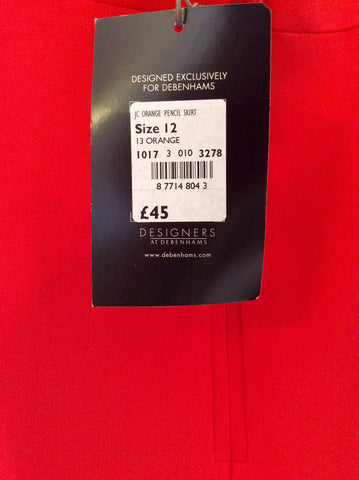 DESIGNED EXCLUSIVELY
FOR DEBENHAMS
JC ORANGE PENCIL SKIRT
Size 12
13 ORANGE
1017 3 010 3278
8 7714 804 3
£45
DESIGNERS
AT DEBENHAMS
www.debenhams.com